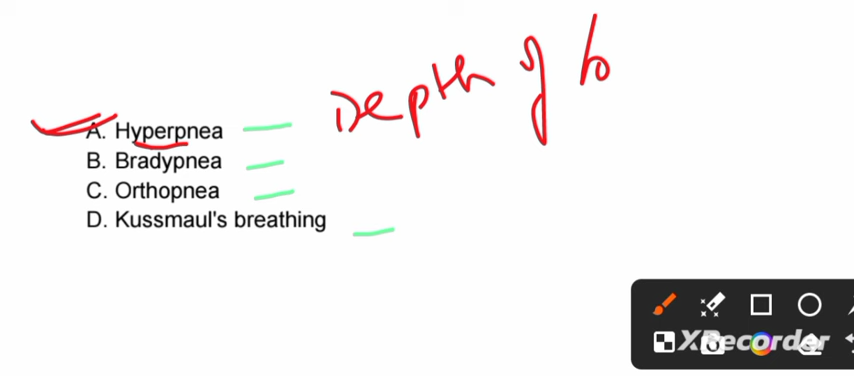 Depth of b
A. Hyperpnea
B. Bradypnea
C. Orthopnea
D. Kussmaul's breathing
XRecorder